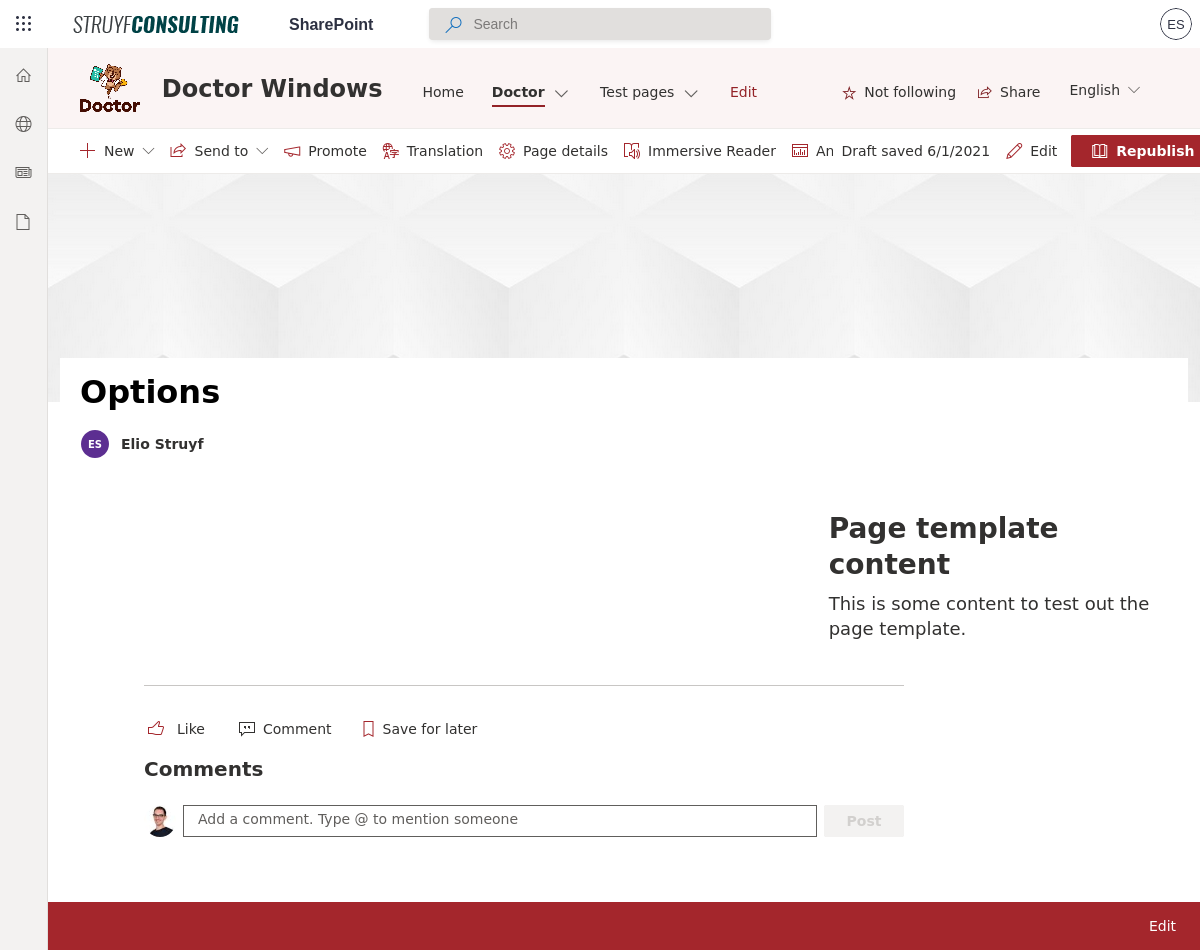 STRUYFCONSULTING SharePoint Search ES
Doctor
Doctor Windows Home Doctor Test pages Edit Not following Share English
New Send to Promote Translation Page details Immersive Reader An Draft saved 6/1/2021 Edit Republish
Options
ES Elio Struyf
Page template
content
This is some content to test out the
page template.
Like Comment Save for later
Comments
Add a comment. Type @ to mention someone Post
Edit